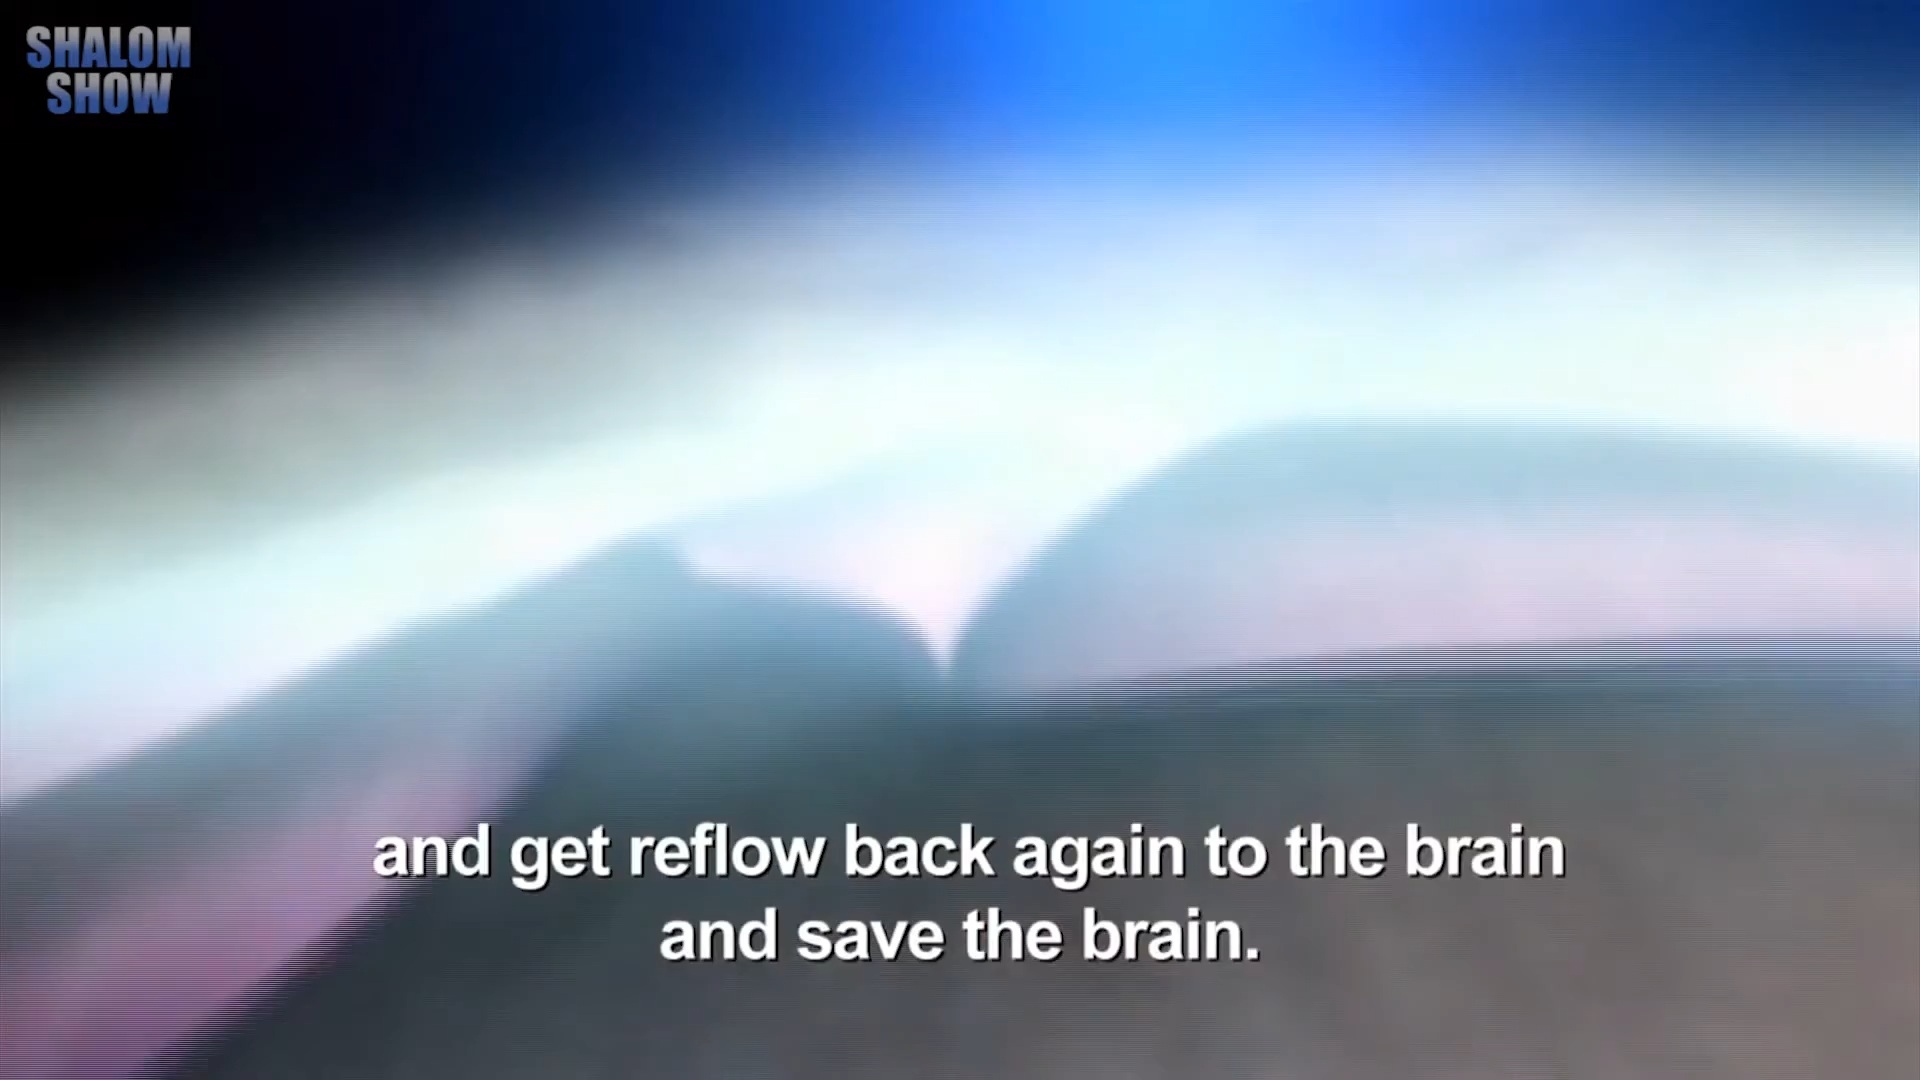 SHALOM
SHOW
and get reflow back again to the brain
and save the brain.